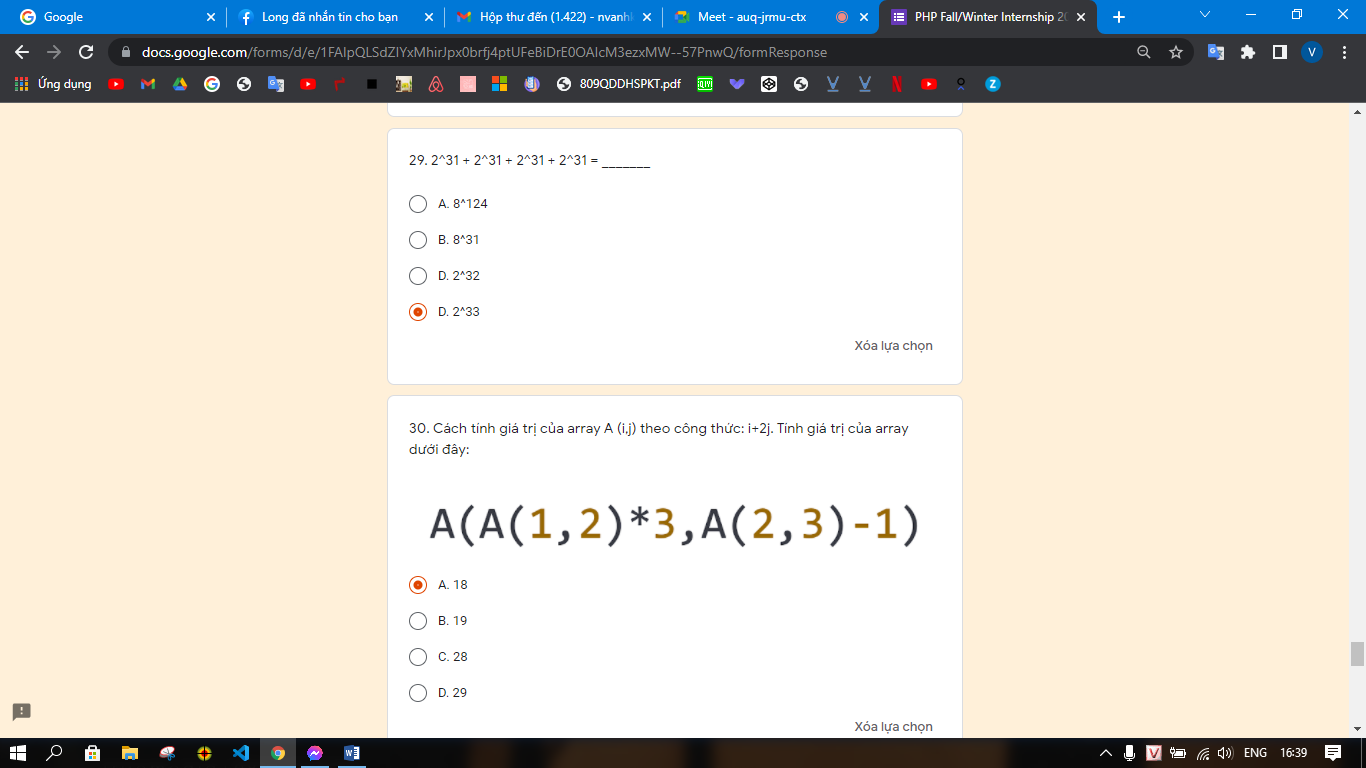 Google
Long đã nhắn tin cho bạn
Hộp thư đến (1.422) - nvanh
Meet - auq-jrmu-ctx
PHP Fall/Winter Internship 20
docs.google.com/forms/d/e/1FAIpQLSdZIYxMhirJpx0brfj4ptUFeBiDrE0OAlcM3ezxMW--57PnwQ/formResponse
V
Ứng dụng
809QDDHSPKT.pdf
29. 2^31 + 2^31 + 2^31 + 2^31 = _______
A. 8^124
B. 8^31
D. 2^32
D. 2^33
Xóa lựa chọn
30. Cách tính giá trị của array A (i,j) theo công thức: i+2j. Tính giá trị của array
dưới đây:
A(A(1,2)*3,A(2,3)-1)
A. 18
B. 19
C. 28
D. 29
Xóa lựa chọn
ENG
16:39